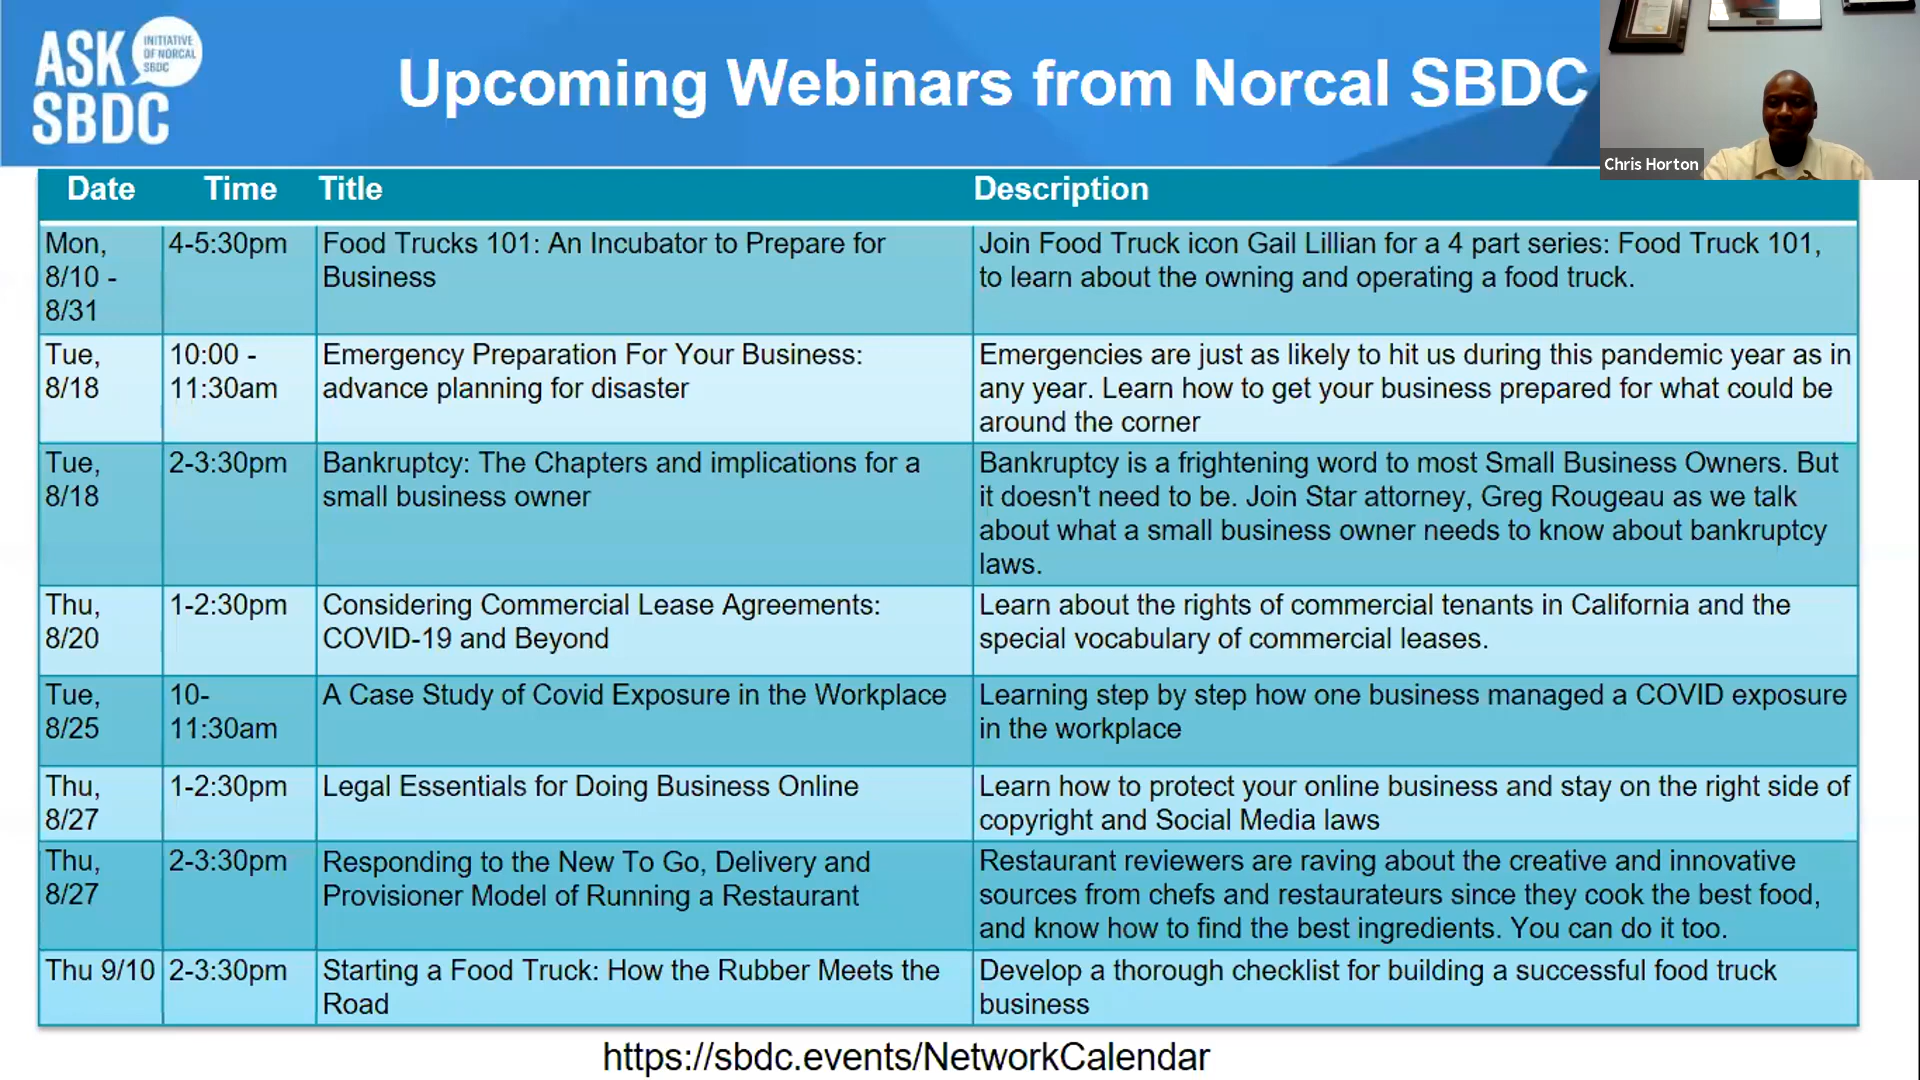 ASK
INITIATIVE
OF NORCAL
SBDC
SBDC
Upcoming Webinars from Norcal SBDC
Chris Horton
Date Time Title Description
Mon,
8/10 -
8/31
4-5:30pm
Food Trucks 101: An Incubator to Prepare for
Business
Join Food Truck icon Gail Lillian for a 4 part series: Food Truck 101,
to learn about the owning and operating a food truck.
Tue,
8/18
10:00 -
11:30am
Emergency Preparation For Your Business:
advance planning for disaster
Emergencies are just as likely to hit us during this pandemic year as in
any year. Learn how to get your business prepared for what could be
around the corner
Tue,
8/18
2-3:30pm
Bankruptcy: The Chapters and implications for a
small business owner
Bankruptcy is a frightening word to most Small Business Owners. But
it doesn't need to be. Join Star attorney, Greg Rougeau as we talk
about what a small business owner needs to know about bankruptcy
laws.
Thu,
8/20
1-2:30pm
Considering Commercial Lease Agreements:
COVID-19 and Beyond
Learn about the rights of commercial tenants in California and the
special vocabulary of commercial leases.
Tue,
8/25
10-
11:30am
A Case Study of Covid Exposure in the Workplace
Learning step by step how one business managed a COVID exposure
in the workplace
Thu,
8/27
1-2:30pm
Legal Essentials for Doing Business Online
Learn how to protect your online business and stay on the right side of
copyright and Social Media laws
Thu,
8/27
2-3:30pm
Responding to the New To Go, Delivery and
Provisioner Model of Running a Restaurant
Restaurant reviewers are raving about the creative and innovative
sources from chefs and restaurateurs since they cook the best food,
and know how to find the best ingredients. You can do it too.
Thu 9/10
2-3:30pm
Starting a Food Truck: How the Rubber Meets the
Road
Develop a thorough checklist for building a successful food truck
business
https://sbdc.events/NetworkCalendar